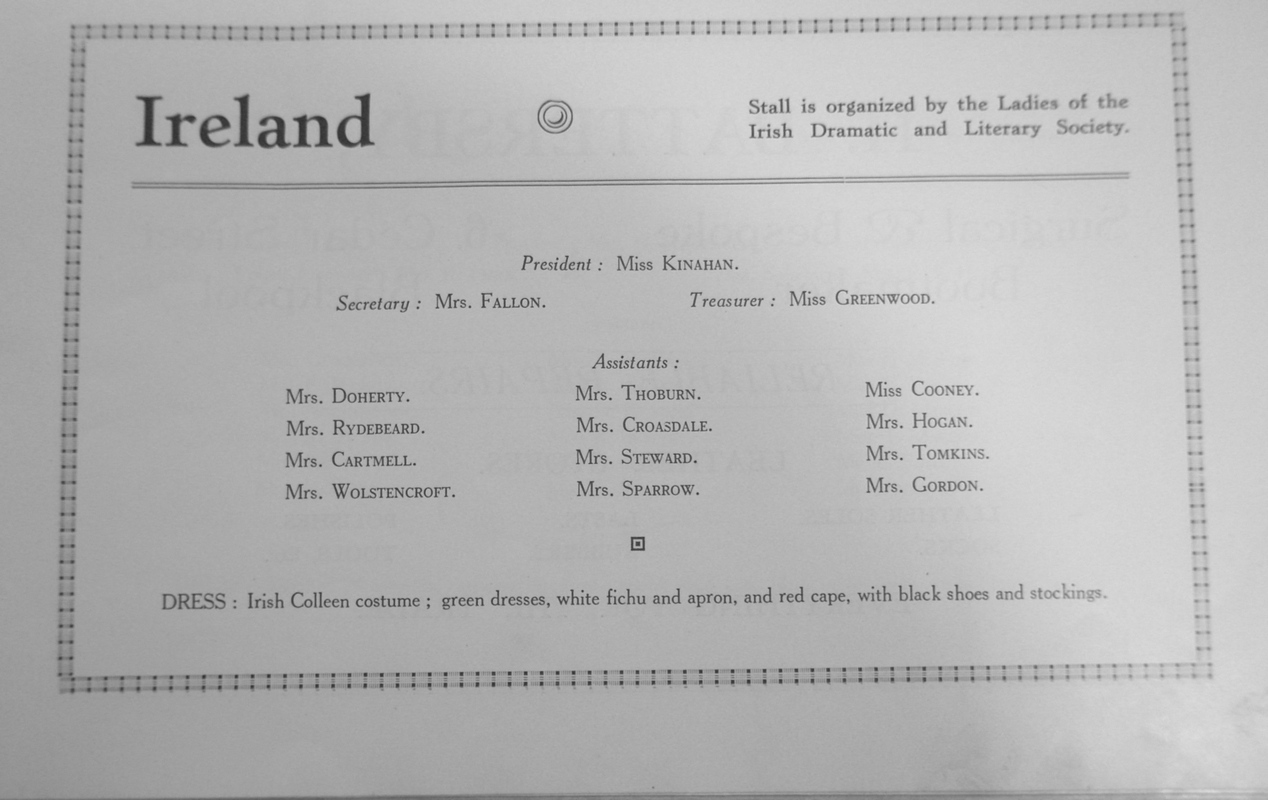 Ireland
Stall is organized by the Ladies of the
Irish Dramatic and Literary Society.
President : Miss KINAHAN.
Secretary : Mrs. FALLON. Treasurer : Miss GREENWOOD.
Assistants :
Mrs. DOHERTY. Mrs. THOBURN. Miss COONEY.
Mrs. RYDEBEARD. Mrs. CROASDALE. Mrs. HOGAN.
Mrs. CARTMELL. Mrs. STEWARD. Mrs. TOMKINS.
Mrs. WOLSTENCROFT. Mrs. SPARROW. Mrs. GORDON.
DRESS : Irish Colleen costume ; green dresses, white fichu and apron, and red cape, with black shoes and stockings.